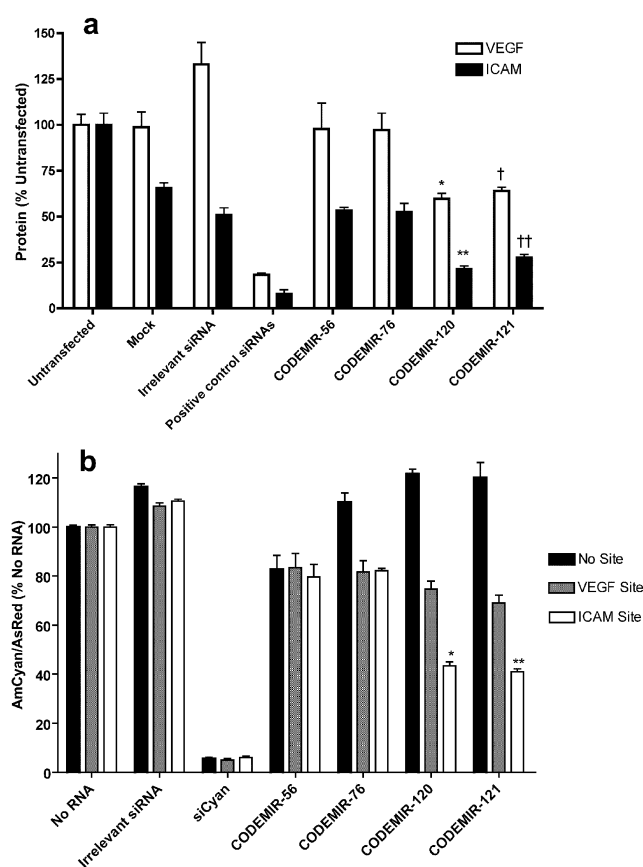 a
VEGF
ICAM
Protein (% Untransfected)
150
125
100
75
50
25
0
*
**
†
††
Untransfected
Mock
Irrelevant siRNA
Positive control siRNAs
CODEMIR-56
CODEMIR-76
CODEMIR-120
CODEMIR-121
b
AmCyan/AsRed (% No RNA)
120
100
80
60
40
20
0
No Site
VEGF Site
ICAM Site
*
**
No RNA
Irrelevant siRNA
siCyan
CODEMIR-56
CODEMIR-76
CODEMIR-120
CODEMIR-121